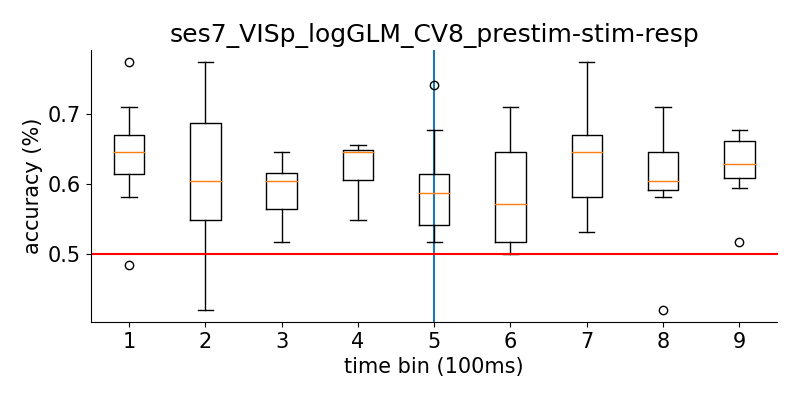 ses7_VISp_logGLM_CV8_prestim-stim-resp
accuracy (%)
0.7
0.6
0.5
1 2 3 4 5 6 7 8 9
time bin (100ms)